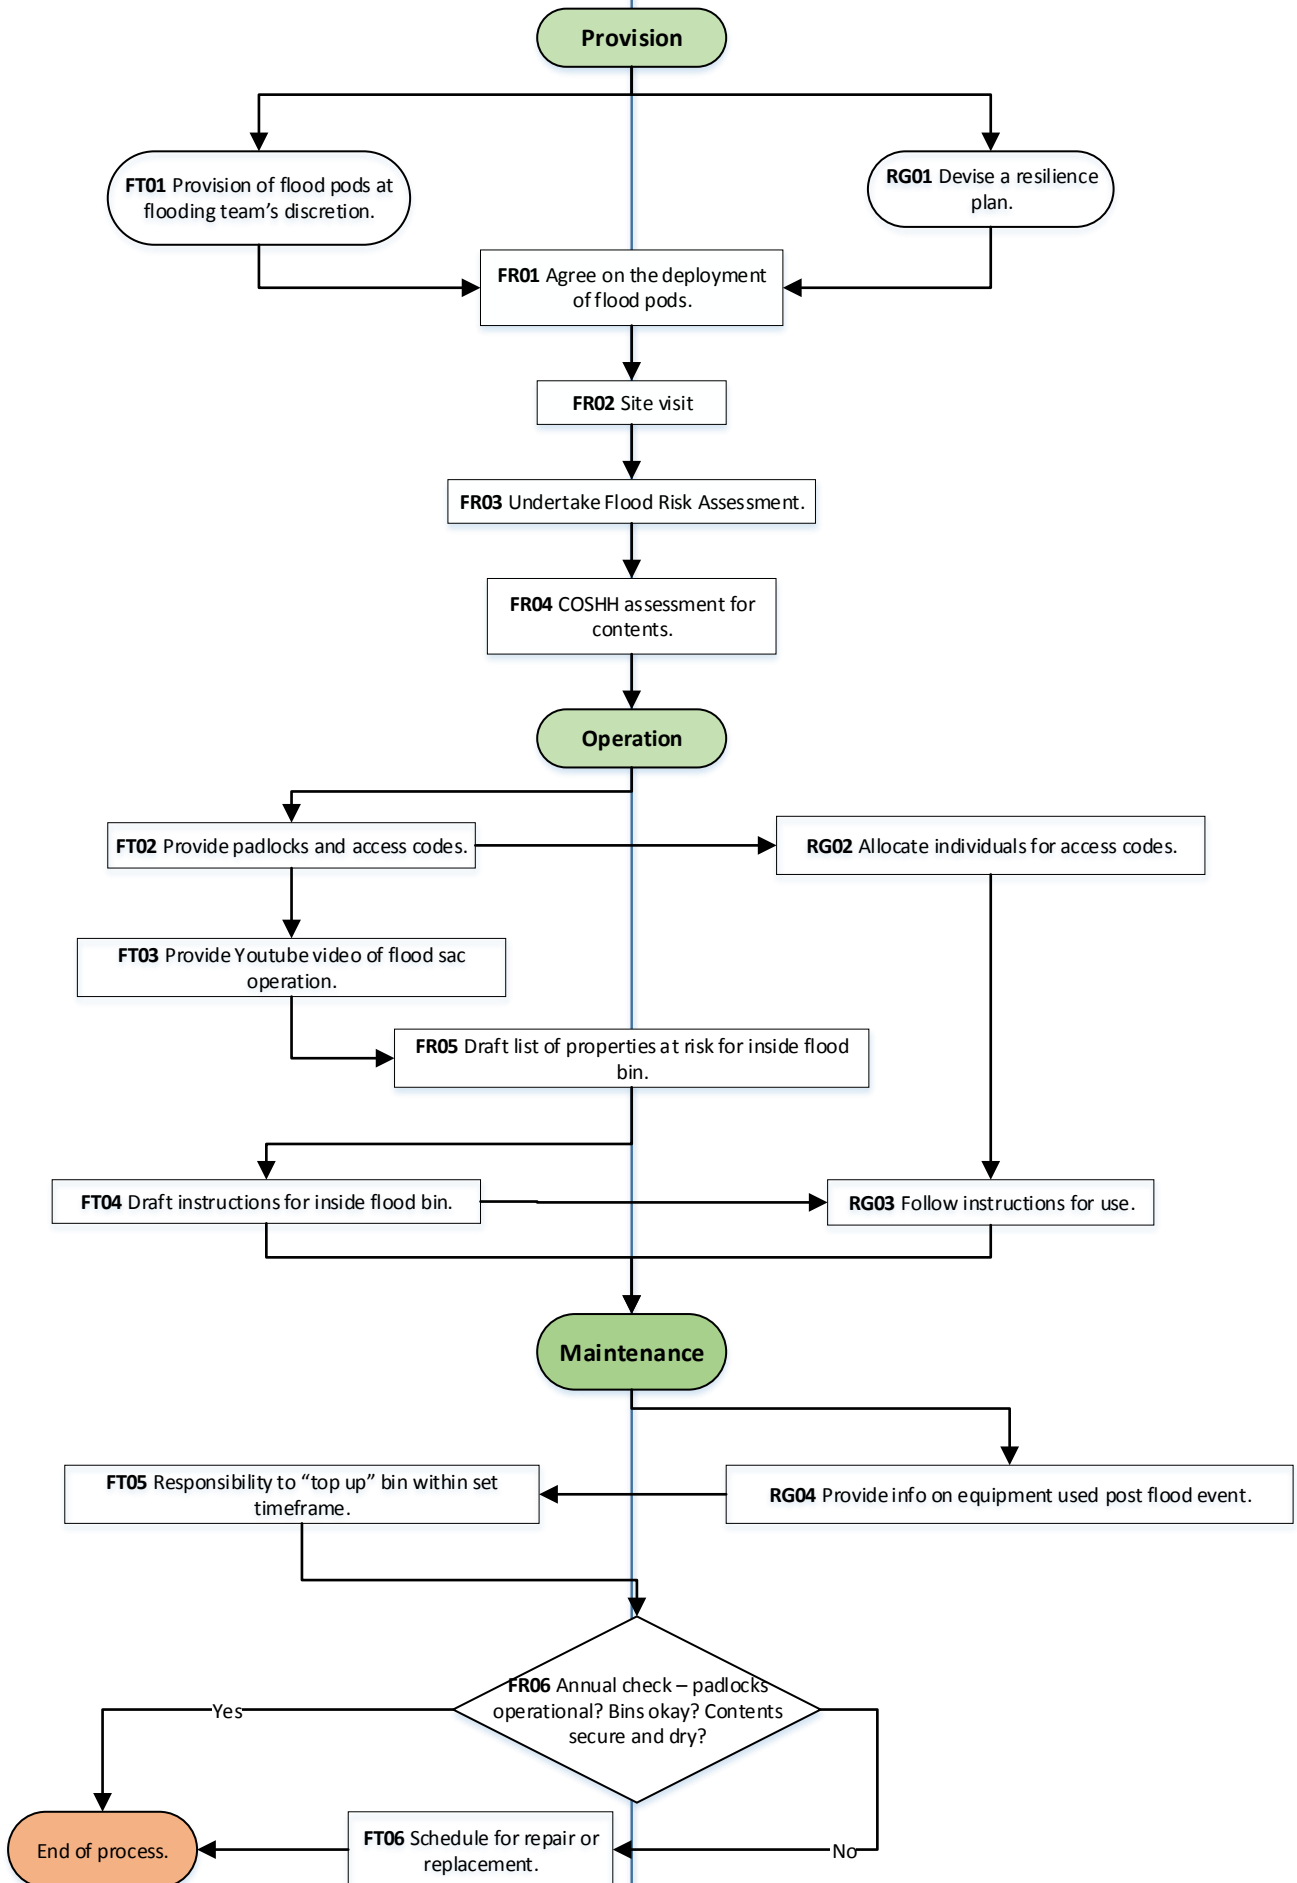 Provision
FT01 Provision of flood pods at
flooding team's discretion.
RG01 Devise a resilience
plan.
FR01 Agree on the deployment
of flood pods.
FR02 Site visit
FR03 Undertake Flood Risk Assessment.
FR04 COSHH assessment for
contents.
Operation
FT02 Provide padlocks and access codes.
RG02 Allocate individuals for access codes.
FT03 Provide Youtube video of flood sac
operation.
FR05 Draft list of properties at risk for inside flood
bin.
FT04 Draft instructions for inside flood bin.
RG03 Follow instructions for use.
Maintenance
FT05 Responsibility to “top up” bin within set
timeframe.
RG04 Provide info on equipment used post flood event.
FR06 Annual check – padlocks
operational? Bins okay? Contents
secure and dry?
Yes
No
End of process.
FT06 Schedule for repair or
replacement.